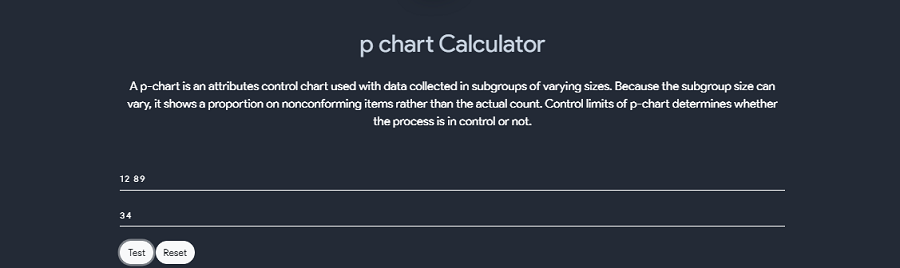 p chart Calculator
A p-chart is an attributes control chart used with data collected in subgroups of varying sizes. Because the subgroup size can
vary, it shows a proportion on nonconforming items rather than the actual count. Control limits of p-chart determines whether
the process is in control or not.
12 89
34
Test Reset